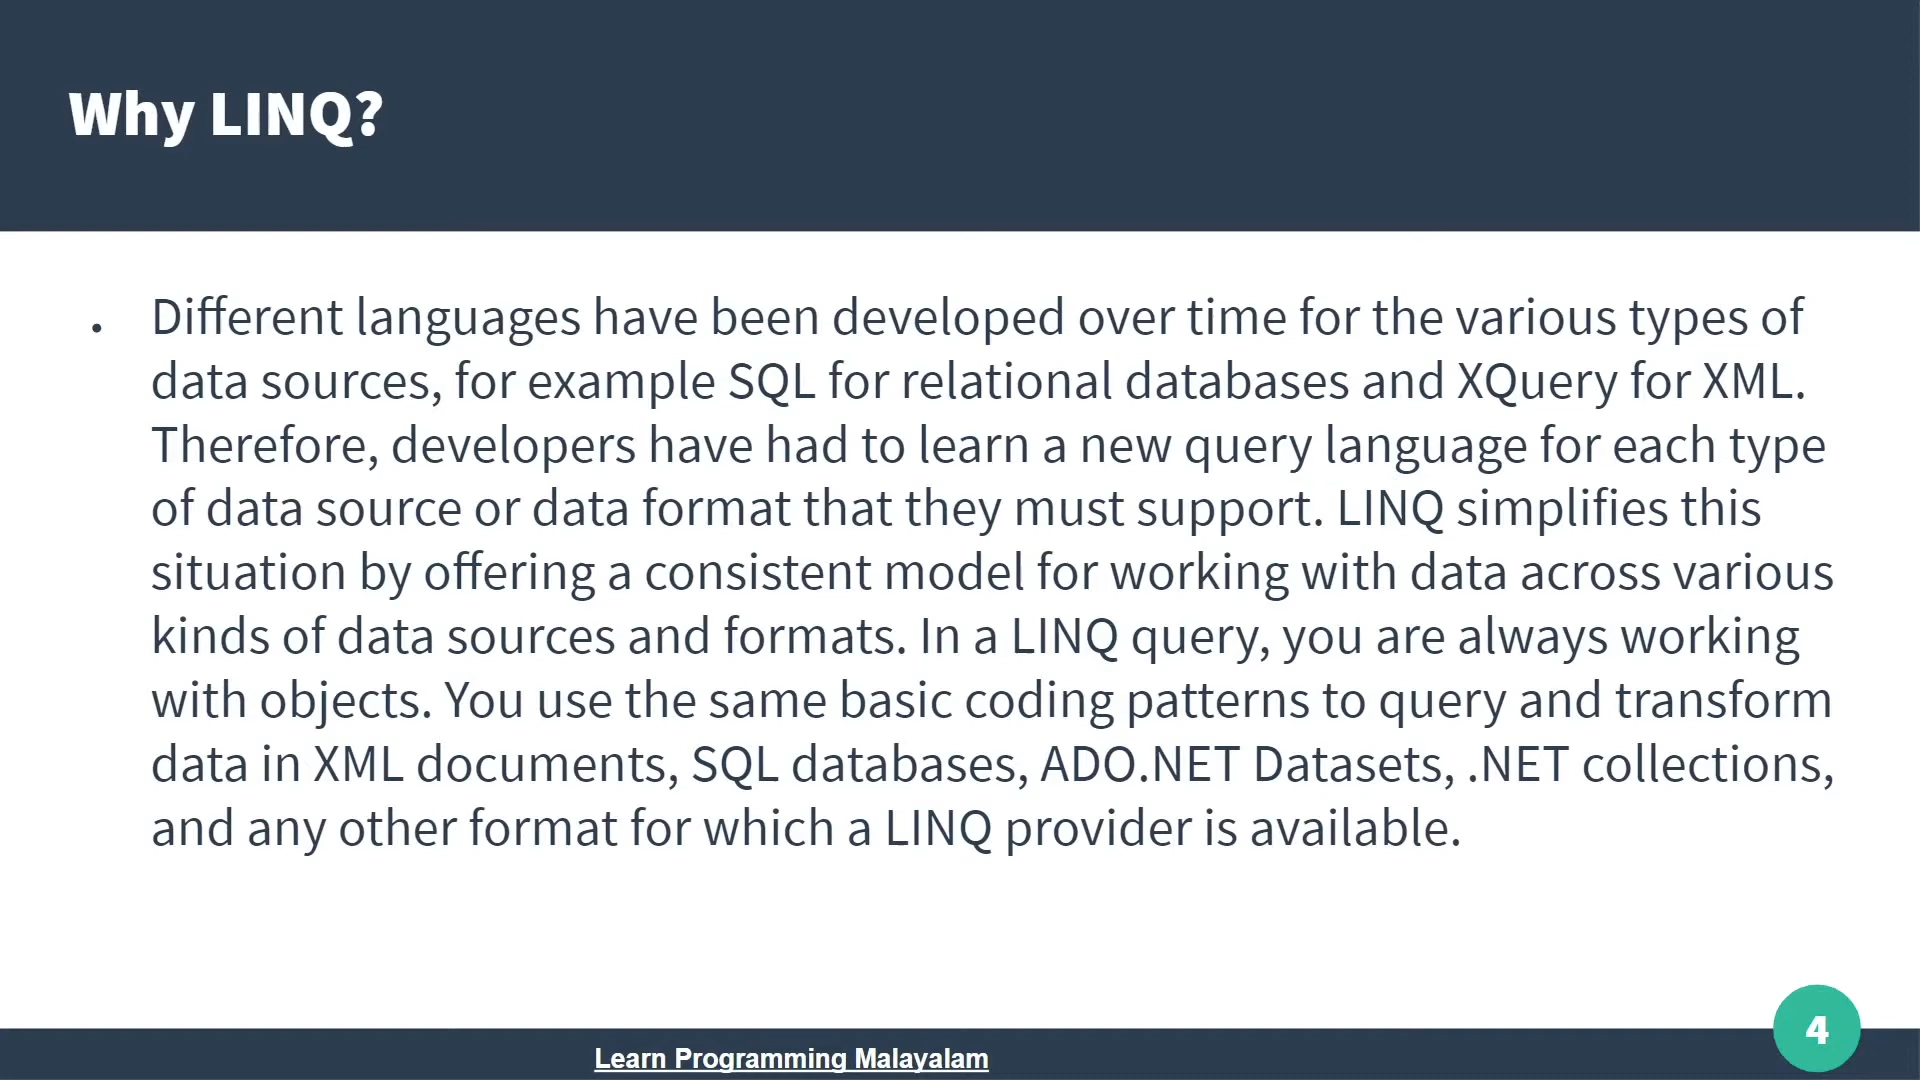 Why LINQ?
• Different languages have been developed over time for the various types of
data sources, for example SQL for relational databases and XQuery for XML.
Therefore, developers have had to learn a new query language for each type
of data source or data format that they must support. LINQ simplifies this
situation by offering a consistent model for working with data across various
kinds of data sources and formats. In a LINQ query, you are always working
with objects. You use the same basic coding patterns to query and transform
data in XML documents, SQL databases, ADO.NET Datasets, .NET collections,
and any other format for which a LINQ provider is available.
4
Learn Programming Malayalam